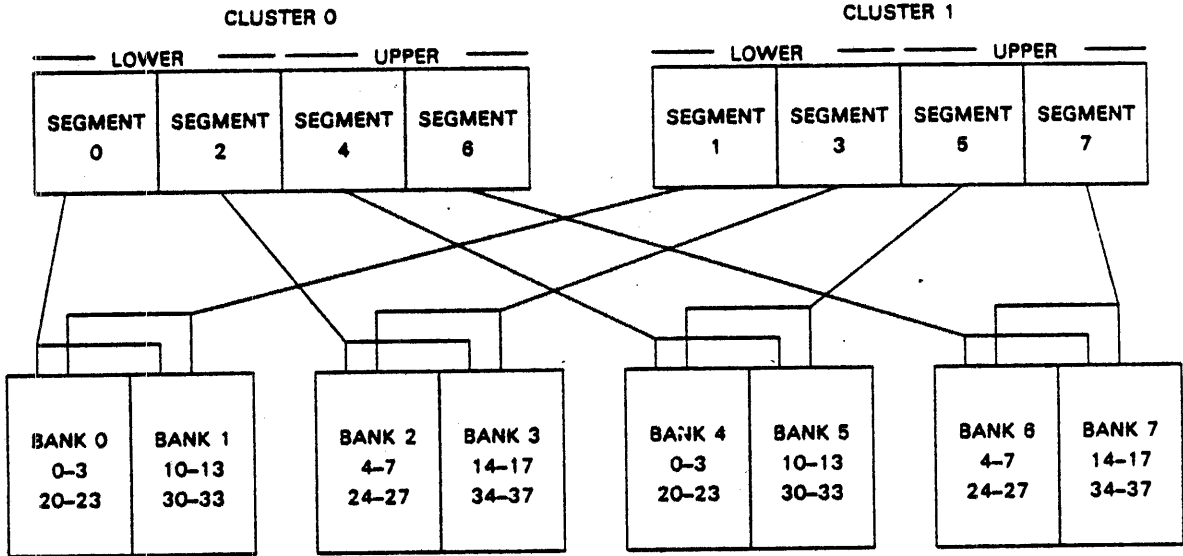 CLUSTER 0
CLUSTER 1
LOWER UPPER
LOWER UPPER
SEGMENT 0
SEGMENT 2
SEGMENT 4
SEGMENT 6
SEGMENT 1
SEGMENT 3
SEGMENT 5
SEGMENT 7
BANK 0
0–3
20–23
BANK 1
10–13
30–33
BANK 2
4–7
24–27
BANK 3
14–17
34–37
BANK 4
0–3
20–23
BANK 5
10–13
30–33
BANK 6
4–7
24–27
BANK 7
14–17
34–37